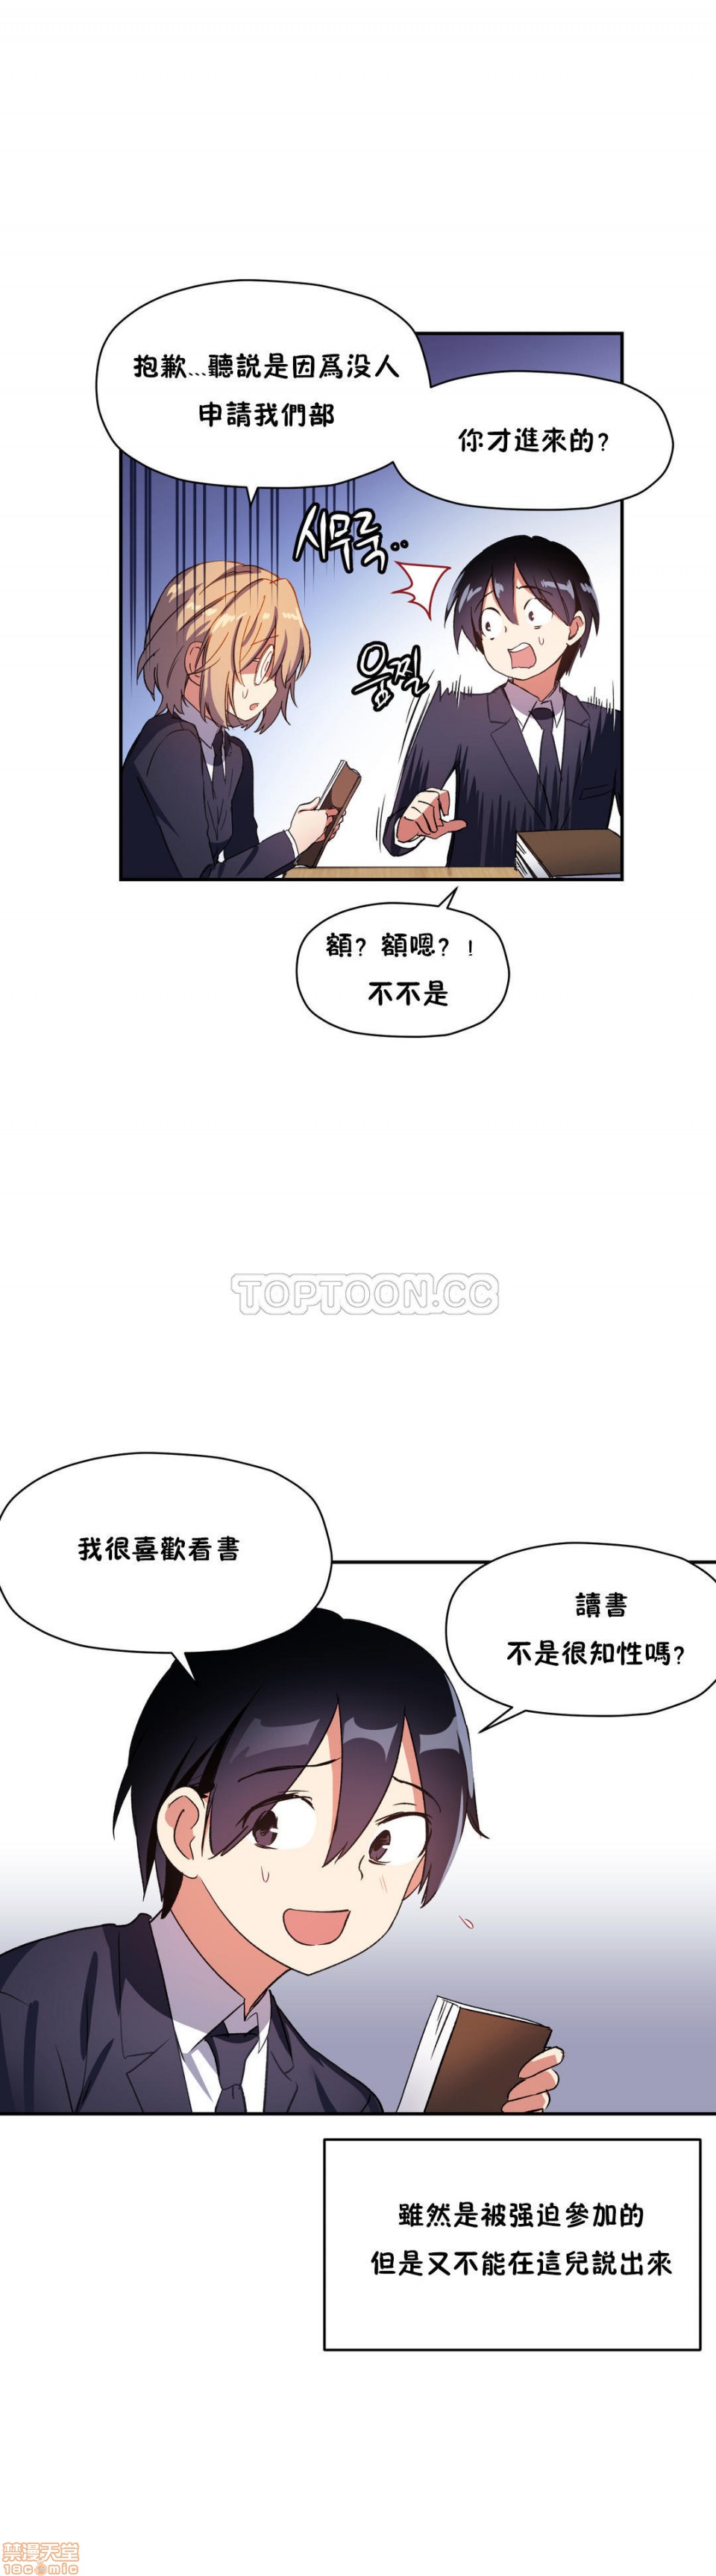 抱歉...聽説是因爲没人
申請我們部
你才進來的?
시무룩..
움찔
額? 額嗯? !
不不是
TOPTOON.CC
我很喜歡看書
讀書
不是很知性嗎?
雖然是被强迫參加的
但是又不能在這兒説出來
禁漫天堂
18comic